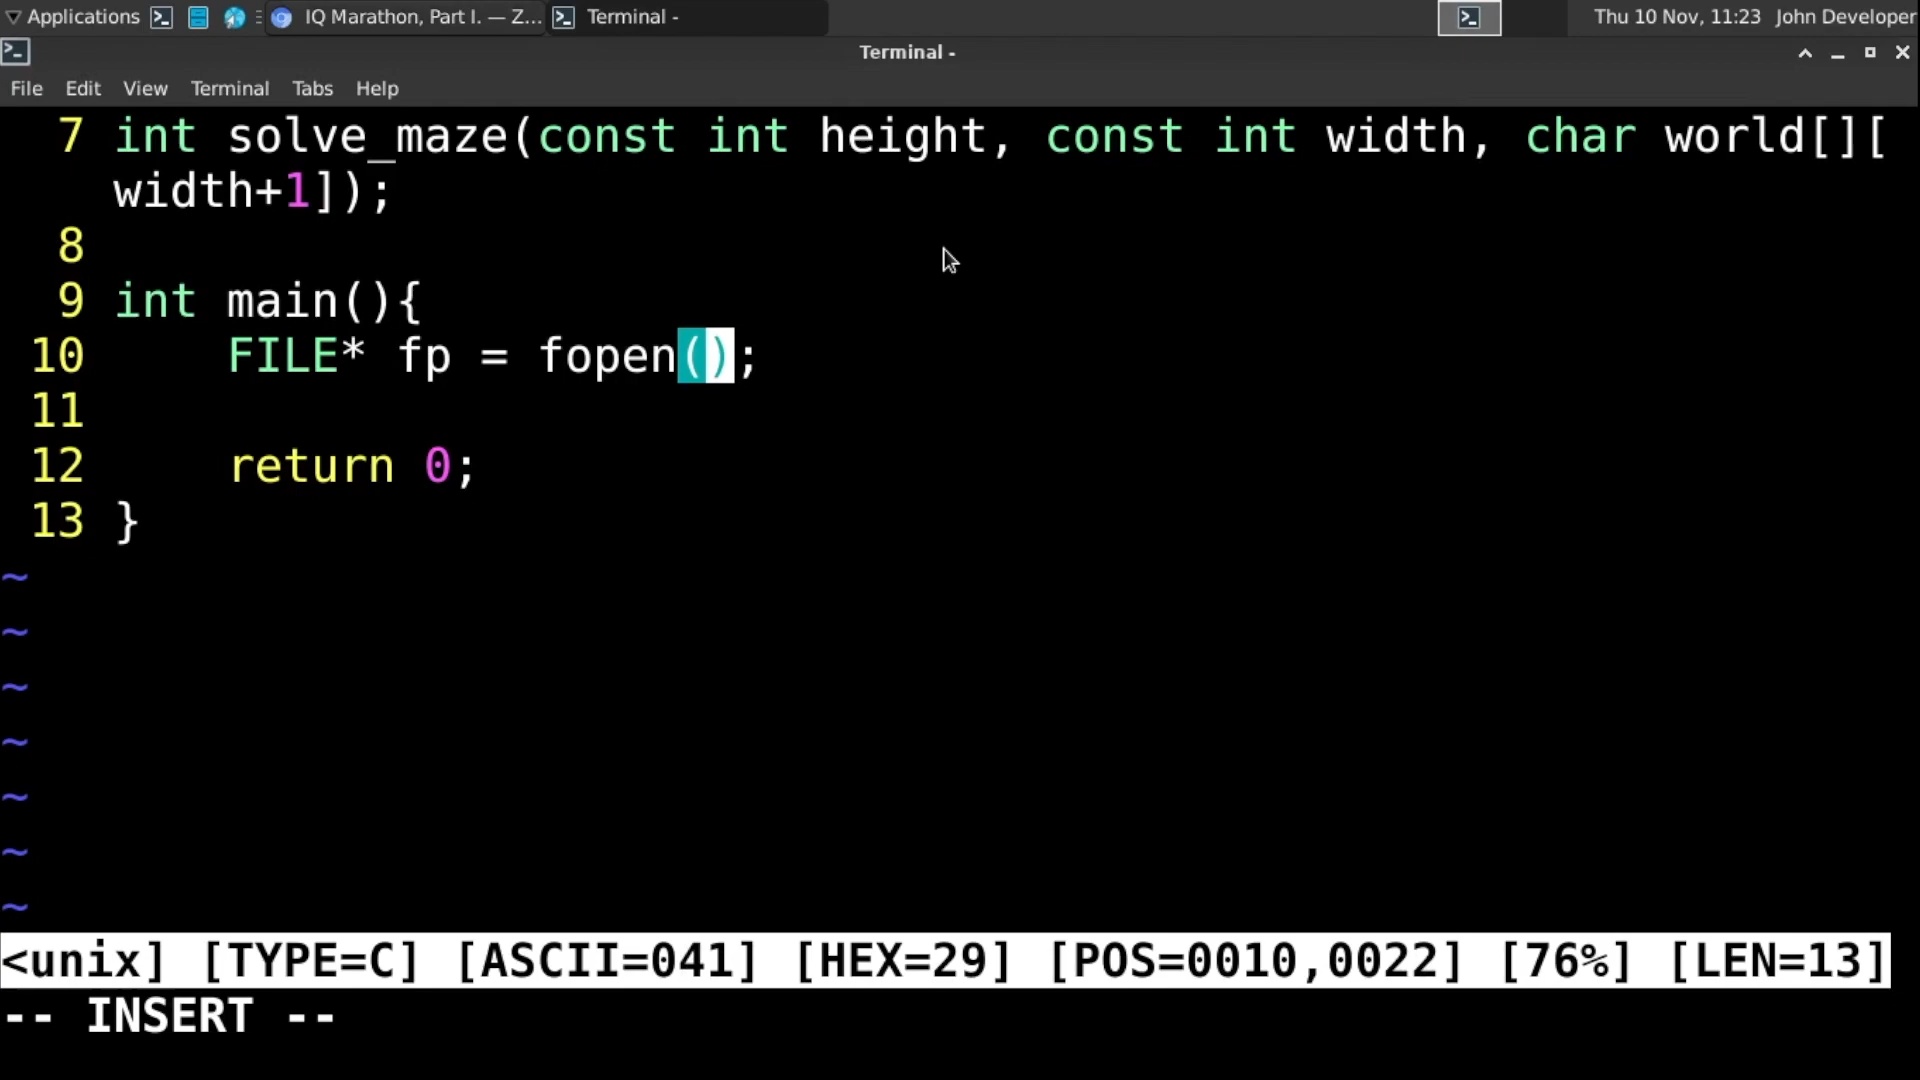 Applications IQ Marathon, Part I. — Z... Terminal - Thu 10 Nov, 11:23 John Developer
Terminal -
File Edit View Terminal Tabs Help
7 int solve_maze(const int height, const int width, char world[][
width+1]);
8
9 int main(){
10 FILE* fp = fopen();
11
12 return 0;
13 }
~
~
~
~
~
~
~
<unix] [TYPE=C] [ASCII=041] [HEX=29] [POS=0010,0022] [76%] [LEN=13]
-- INSERT --